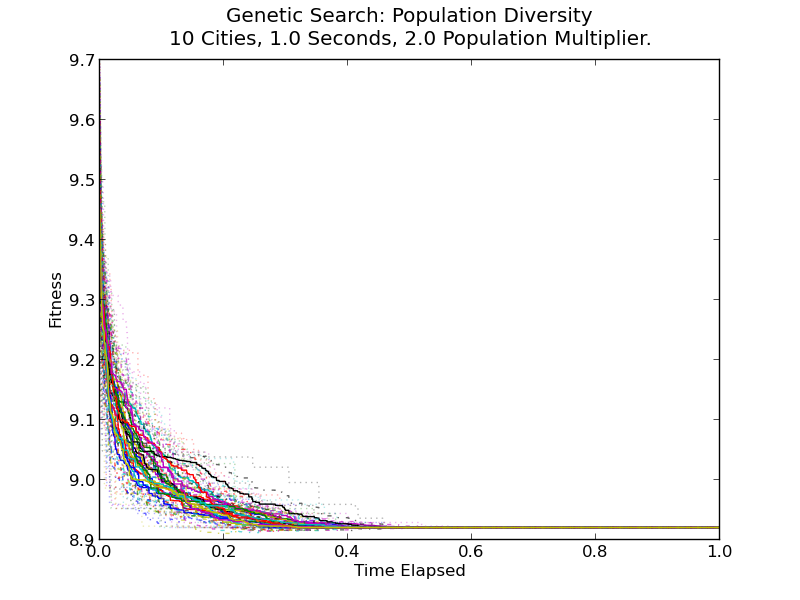 Genetic Search: Population Diversity
10 Cities, 1.0 Seconds, 2.0 Population Multiplier.
9.7
9.6
9.5
9.4
9.3
9.2
9.1
9.0
8.9
Fitness
0.0 0.2 0.4 0.6 0.8 1.0
Time Elapsed